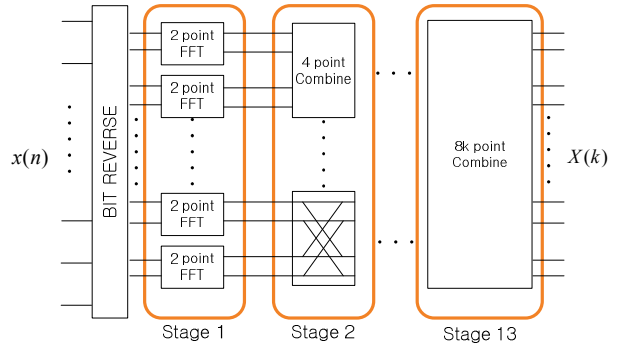 x(n)
BIT REVERSE
2 point
FFT
2 point
FFT
2 point
FFT
2 point
FFT
Stage 1
4 point
Combine
Stage 2
8k point
Combine
Stage 13
X(k)